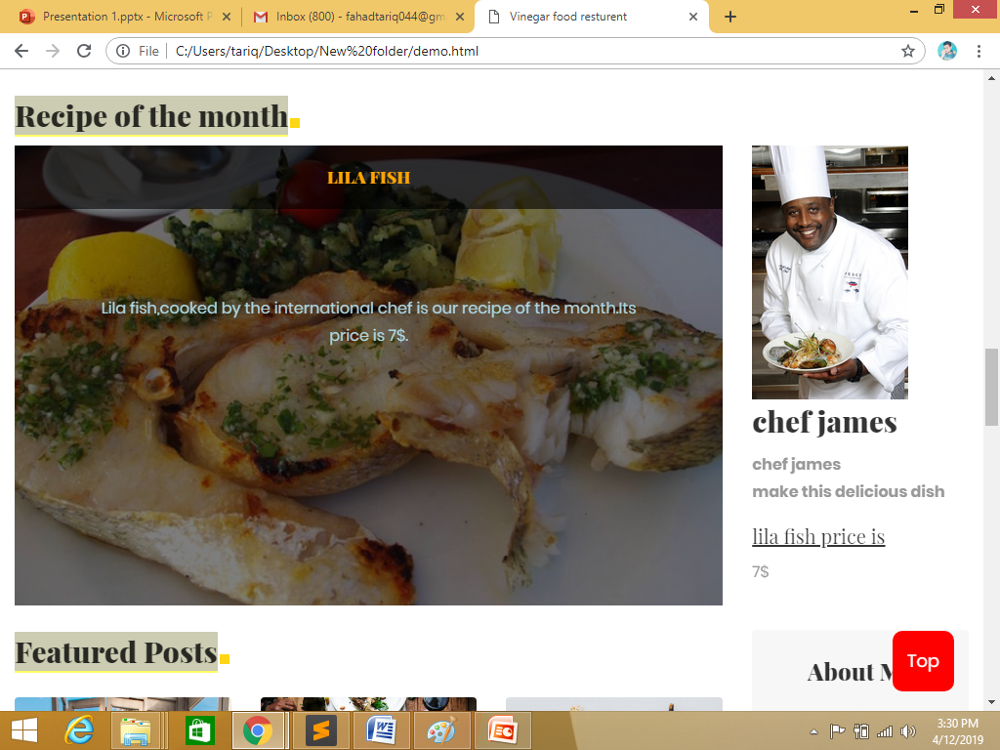 Presentation 1.pptx - Microsoft P
Inbox (800) - fahadtariq044@gm
Vinegar food resturent
File
C:/Users/tariq/Desktop/New%20folder/demo.html
Recipe of the month
LILA FISH
Lila fish,cooked by the international chef is our recipe of the month.Its
price is 7$.
chef james
chef james
make this delicious dish
lila fish price is
7$
Featured Posts
About M
Top
3:30 PM
4/12/2019